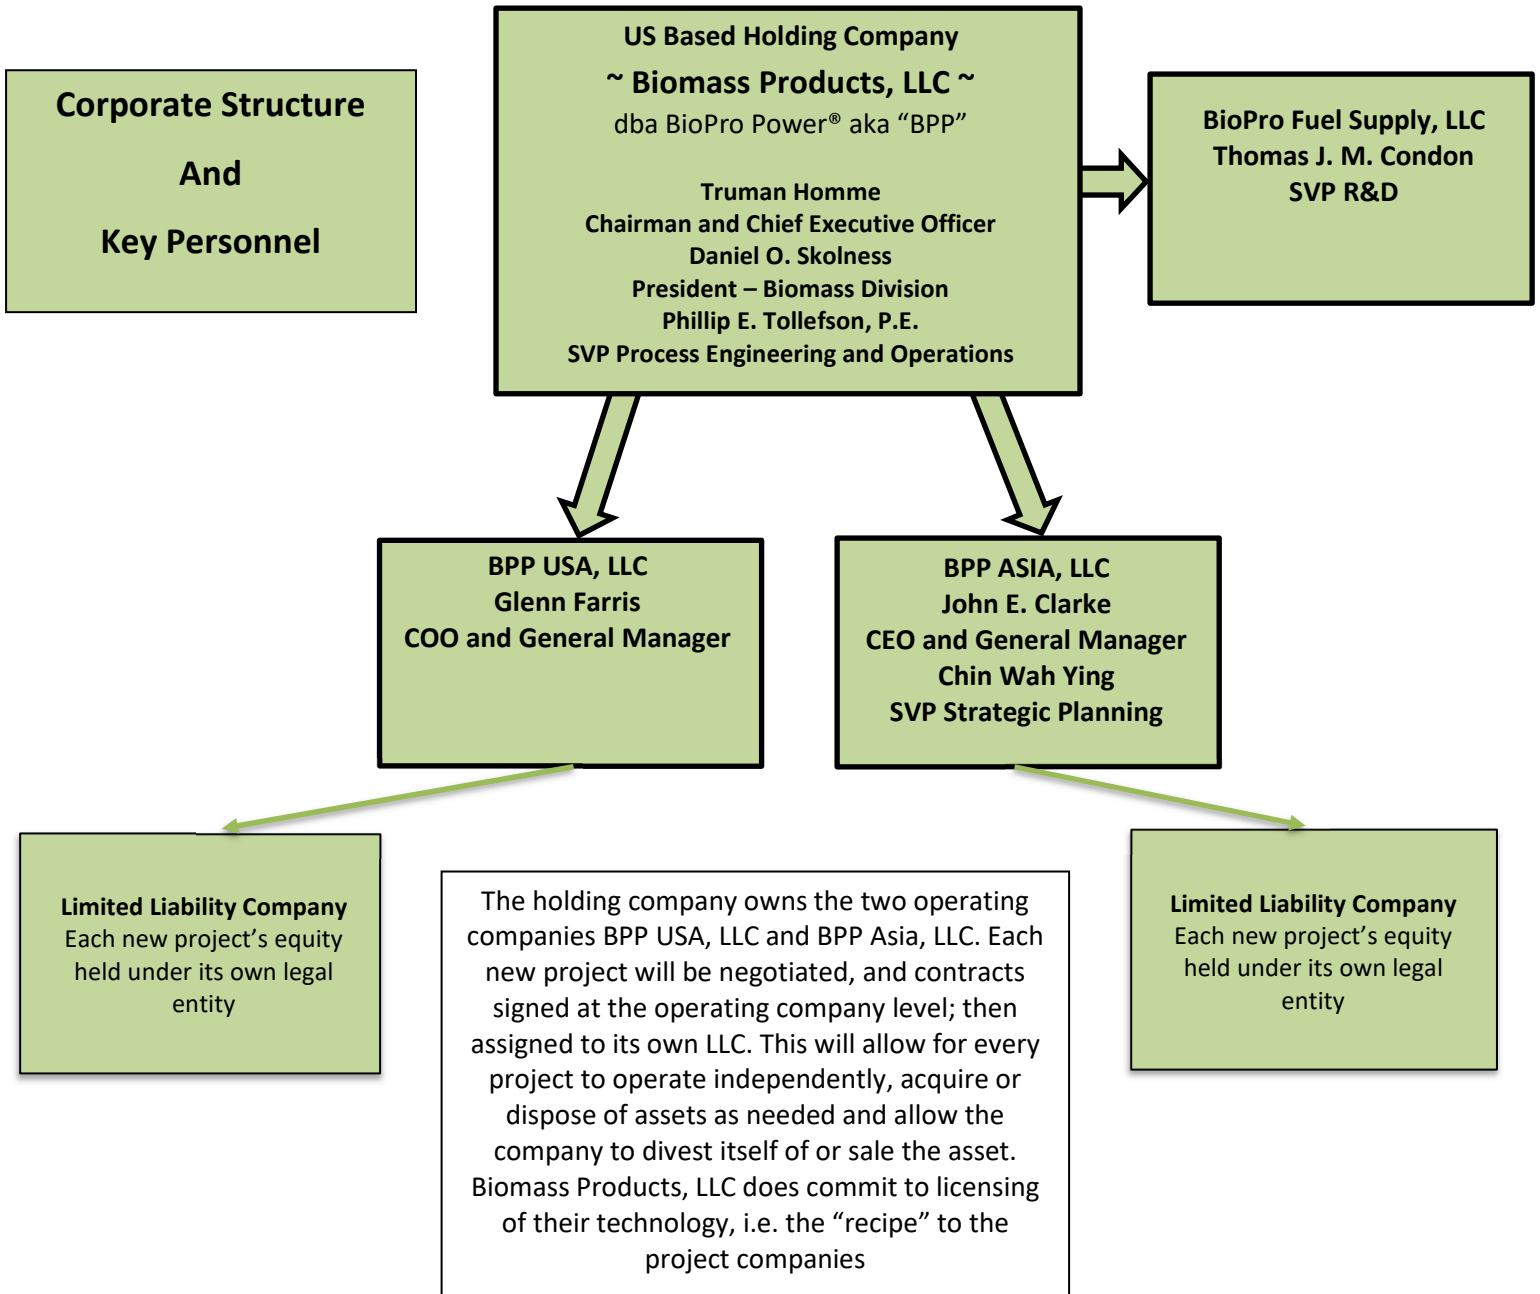 Corporate Structure
And
Key Personnel
US Based Holding Company
~ Biomass Products, LLC ~
dba BioPro Power® aka “BPP”
Truman Homme
Chairman and Chief Executive Officer
Daniel O. Skolness
President – Biomass Division
Phillip E. Tollefson, P.E.
SVP Process Engineering and Operations
BioPro Fuel Supply, LLC
Thomas J. M. Condon
SVP R&D
BPP USA, LLC
Glenn Farris
COO and General Manager
BPP ASIA, LLC
John E. Clarke
CEO and General Manager
Chin Wah Ying
SVP Strategic Planning
Limited Liability Company
Each new project’s equity
held under its own legal
entity
The holding company owns the two operating
companies BPP USA, LLC and BPP Asia, LLC. Each
new project will be negotiated, and contracts
signed at the operating company level; then
assigned to its own LLC. This will allow for every
project to operate independently, acquire or
dispose of assets as needed and allow the
company to divest itself of or sale the asset.
Biomass Products, LLC does commit to licensing
of their technology, i.e. the “recipe” to the
project companies
Limited Liability Company
Each new project’s equity
held under its own legal
entity